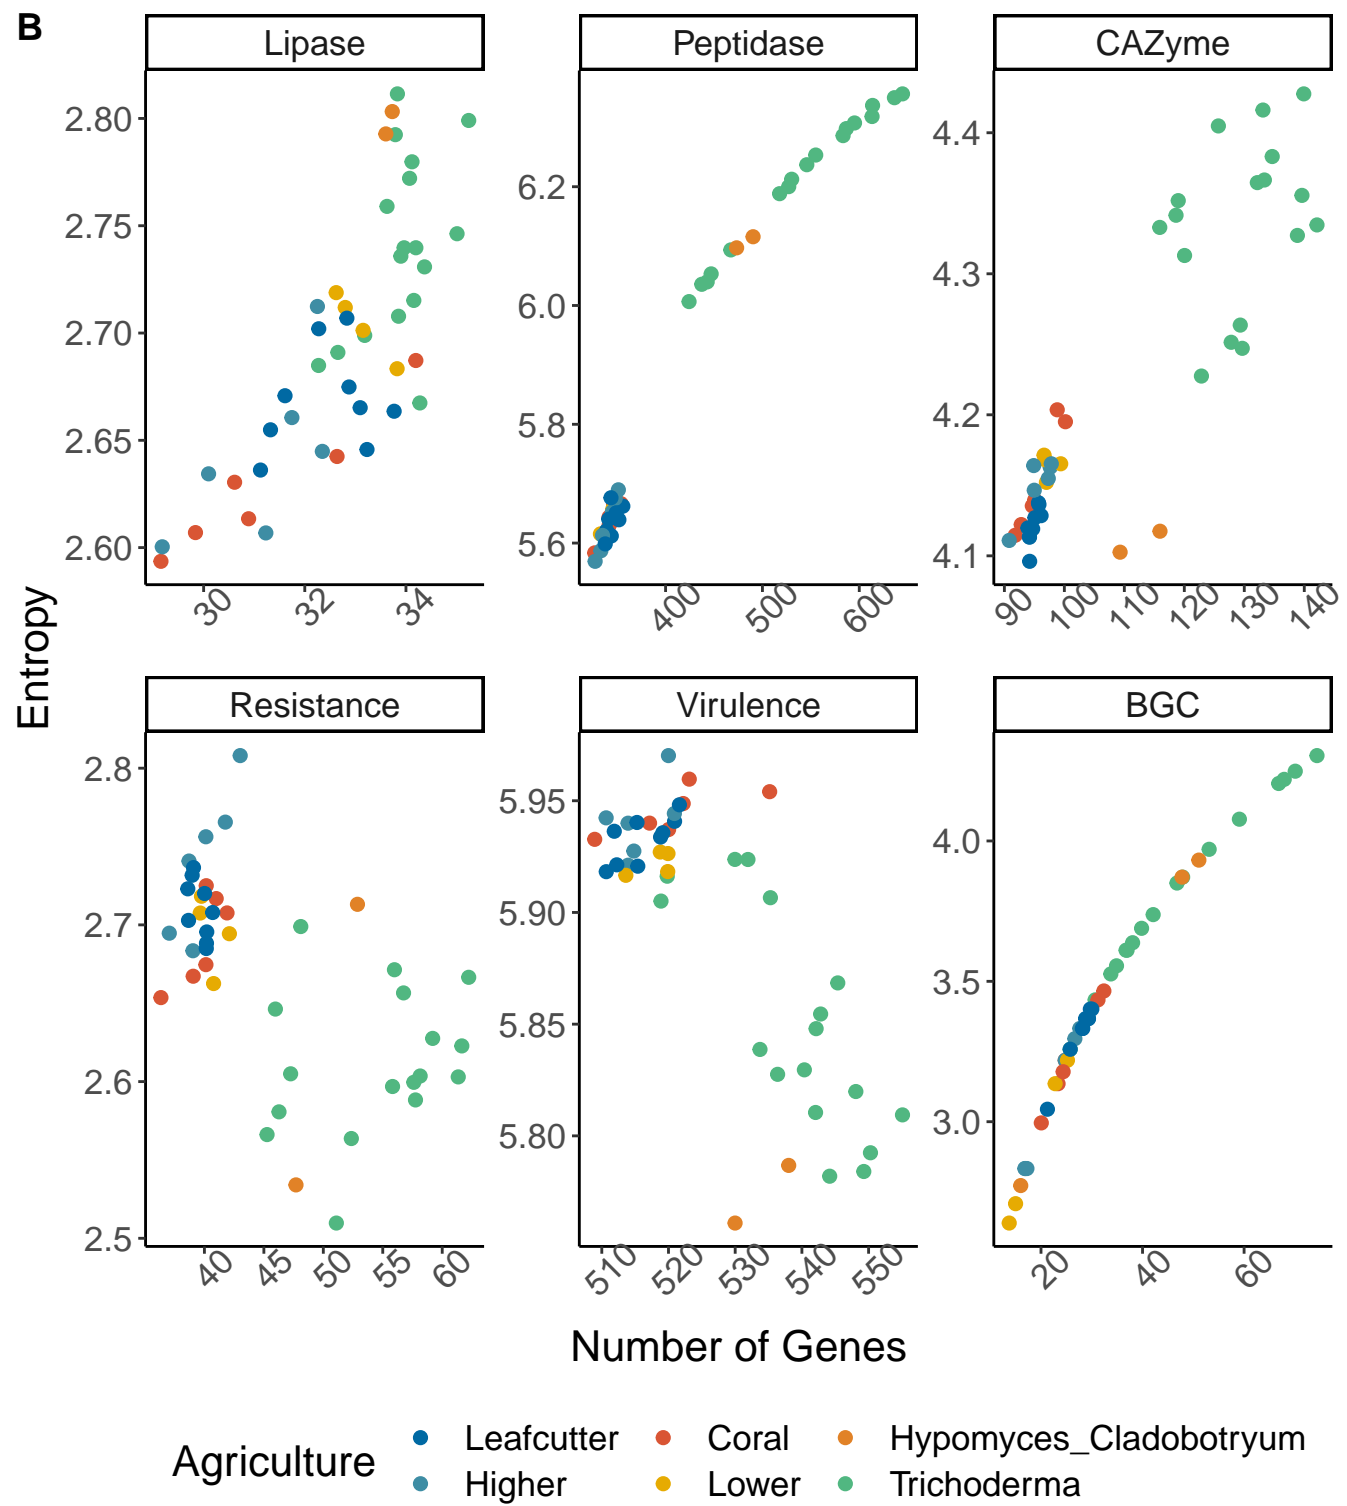 B
Lipase Peptidase CAZyme
2.80
2.75
2.70
2.65
2.60
30 32 34
6.2
6.0
5.8
5.6
400 500 600
4.4
4.3
4.2
4.1
90 100 110 120 130 140
Entropy
Resistance Virulence BGC
2.8
2.7
2.6
2.5
40 45 50 55 60
5.95
5.90
5.85
5.80
510 520 530 540 550
4.0
3.5
3.0
20 40 60
Number of Genes
Agriculture
Leafcutter Coral Hypomyces_Cladobotryum
Higher Lower Trichoderma